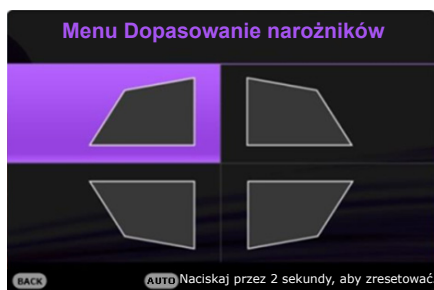 Menu Dopasowanie narożników
BACK AUTO Naciskaj przez 2 sekundy, aby zresetować